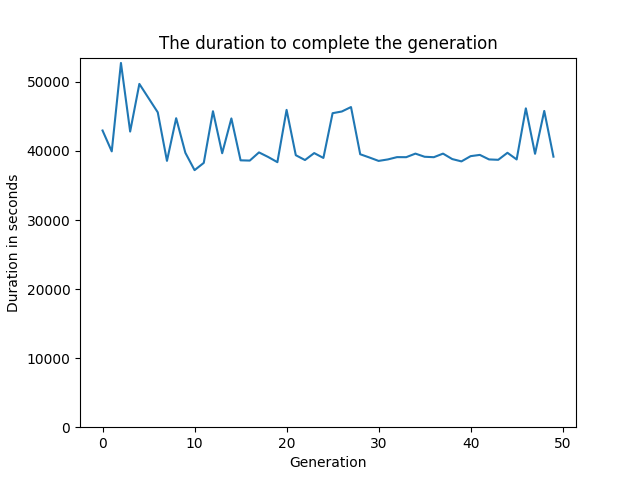 The duration to complete the generation
50000
40000
30000
20000
10000
0
Duration in seconds
0 10 20 30 40 50
Generation